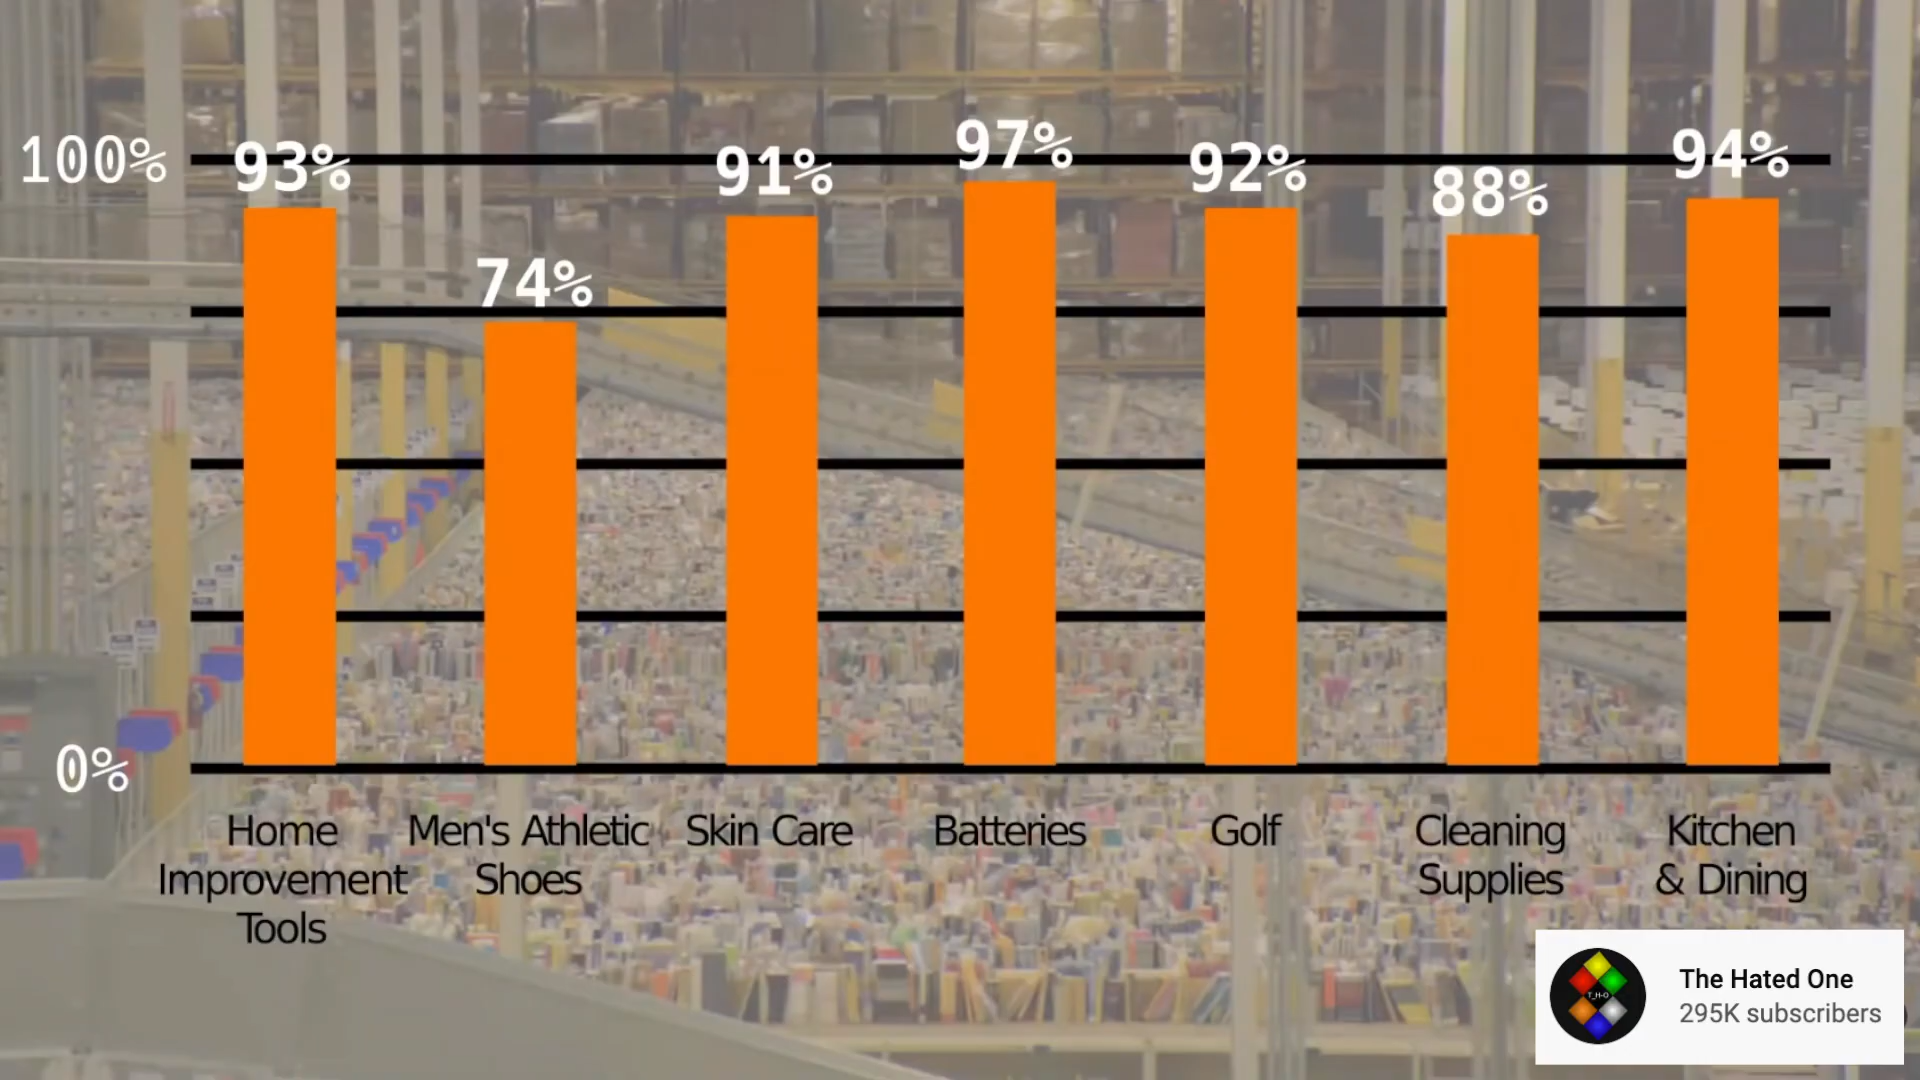 100%
93%
74%
91%
97%
92%
88%
94%
0%
Home
Improvement
Tools
Men's Athletic
Shoes
Skin Care
Batteries
Golf
Cleaning
Supplies
Kitchen
& Dining
T_H-O
The Hated One
295K subscribers